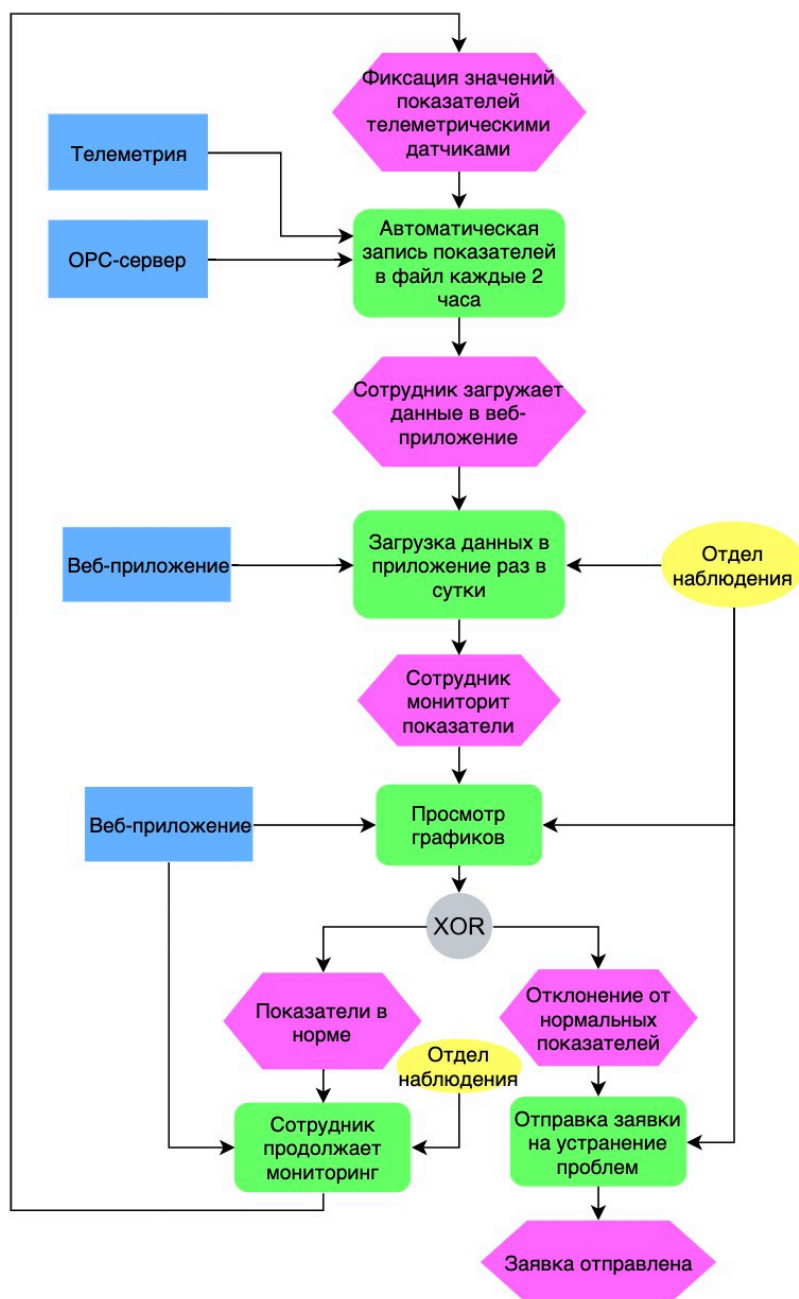 Фиксация значений
показателей
телеметрическими
датчиками
Телеметрия
Автоматическая
запись показателей
в файл каждые 2
часа
OPC-сервер
Сотрудник загружает
данные в веб-
приложение
Веб-приложение
Загрузка данных в
приложение раз в
сутки
Отдел
наблюдения
Сотрудник
мониторит
показатели
Веб-приложение
Просмотр
графиков
XOR
Показатели в
норме
Отклонение от
нормальных
показателей
Отдел
наблюдения
Сотрудник
продолжает
мониторинг
Отправка заявки
на устранение
проблем
Заявка отправлена